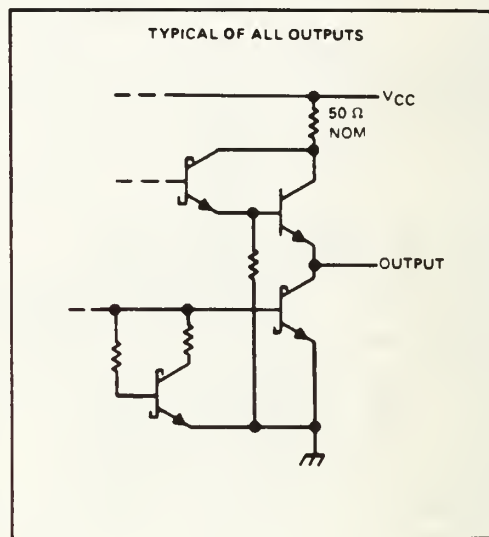 TYPICAL OF ALL OUTPUTS
VCC
50 Ω
NOM
OUTPUT